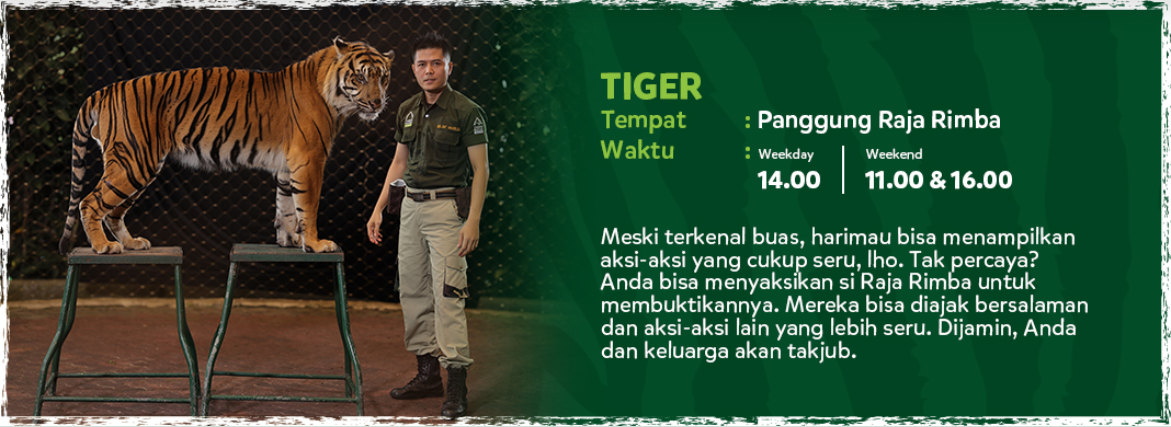 TIGER
Tempat : Panggung Raja Rimba
Waktu : Weekday Weekend
14.00 11.00 & 16.00
Meski terkenal buas, harimau bisa menampilkan
aksi-aksi yang cukup seru, lho. Tak percaya?
Anda bisa menyaksikan si Raja Rimba untuk
membuktikannya. Mereka bisa diajak bersalaman
dan aksi-aksi lain yang lebih seru. Dijamin, Anda
dan keluarga akan takjub.